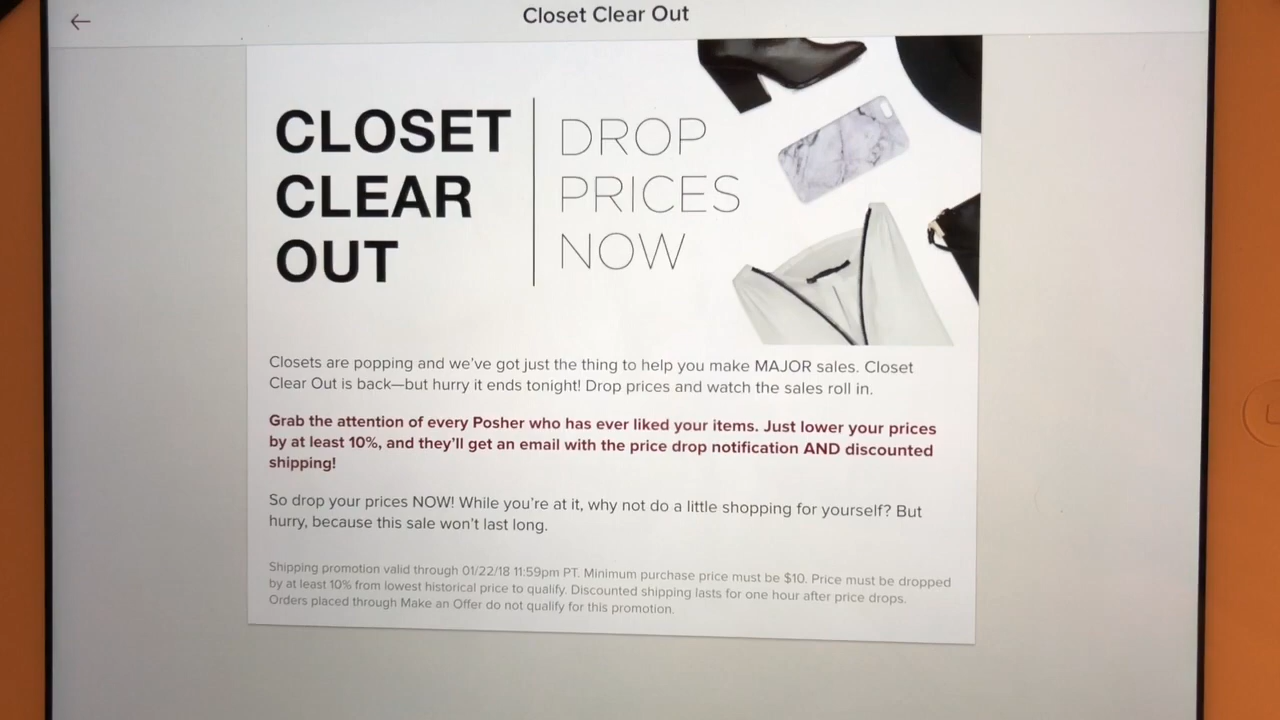 Closet Clear Out
CLOSET
CLEAR
OUT
DROP
PRICES
NOW
Closets are popping and we've got just the thing to help you make MAJOR sales. Closet
Clear Out is back—but hurry it ends tonight! Drop prices and watch the sales roll in.
Grab the attention of every Posher who has ever liked your items. Just lower your prices
by at least 10%, and they'll get an email with the price drop notification AND discounted
shipping!
So drop your prices NOW! While you're at it, why not do a little shopping for yourself? But
hurry, because this sale won't last long.
Shipping promotion valid through 01/22/18 11:59pm PT. Minimum purchase price must be $10. Price must be dropped
by at least 10% from lowest historical price to qualify. Discounted shipping lasts for one hour after price drops.
Orders placed through Make an Offer do not qualify for this promotion.